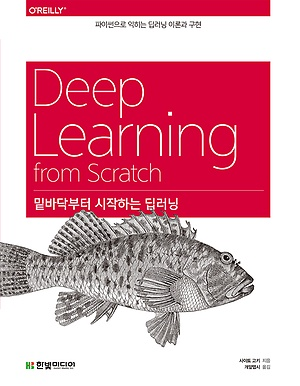 O'REILLY®
파이썬으로 익히는 딥러닝 이론과 구현
Deep
Learning
from Scratch
밑바닥부터 시작하는 딥러닝
한빛미디어
사이토 고키 지음
개앞맵시 옮김